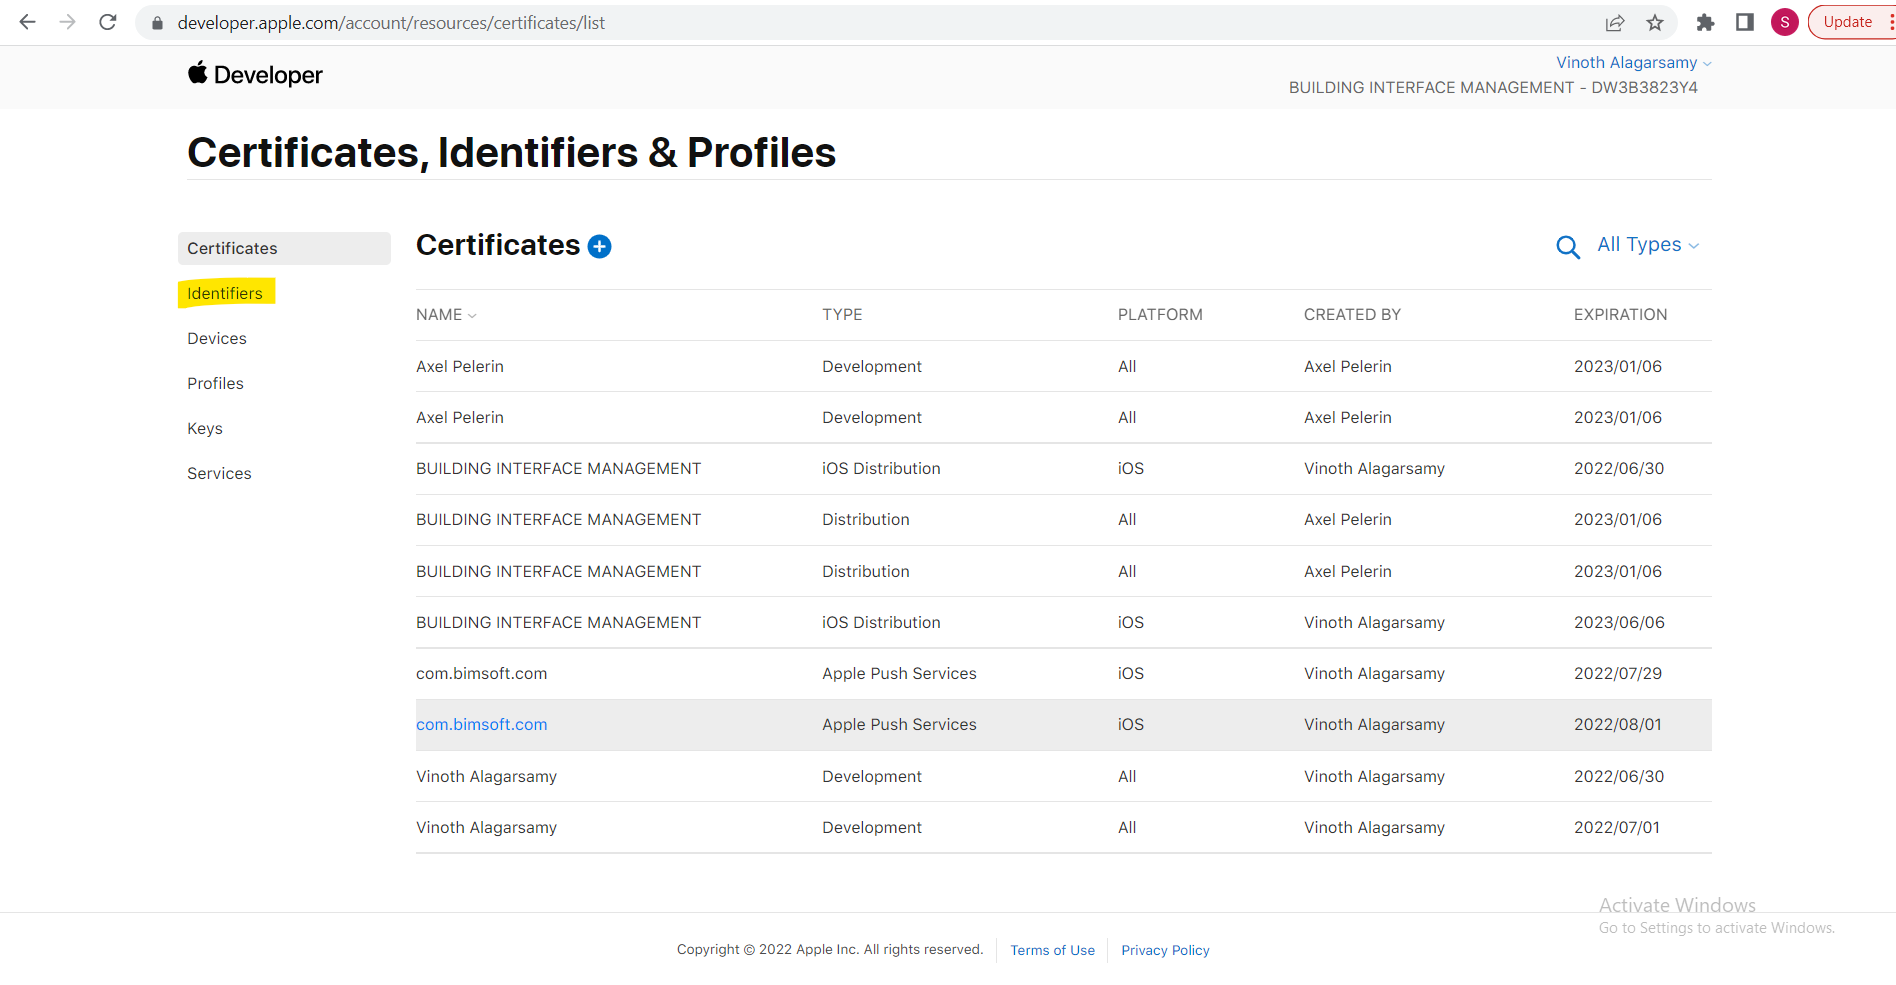 developer.apple.com/account/resources/certificates/list
S
Update
Developer
Vinoth Alagarsamy
BUILDING INTERFACE MANAGEMENT - DW3B3823Y4
Certificates, Identifiers & Profiles
Certificates
Identifiers
Devices
Profiles
Keys
Services
Certificates
All Types
NAME TYPE PLATFORM CREATED BY EXPIRATION
Axel Pelerin Development All Axel Pelerin 2023/01/06
Axel Pelerin Development All Axel Pelerin 2023/01/06
BUILDING INTERFACE MANAGEMENT iOS Distribution iOS Vinoth Alagarsamy 2022/06/30
BUILDING INTERFACE MANAGEMENT Distribution All Axel Pelerin 2023/01/06
BUILDING INTERFACE MANAGEMENT Distribution All Axel Pelerin 2023/01/06
BUILDING INTERFACE MANAGEMENT iOS Distribution iOS Vinoth Alagarsamy 2023/06/06
com.bimsoft.com Apple Push Services iOS Vinoth Alagarsamy 2022/07/29
com.bimsoft.com Apple Push Services iOS Vinoth Alagarsamy 2022/08/01
Vinoth Alagarsamy Development All Vinoth Alagarsamy 2022/06/30
Vinoth Alagarsamy Development All Vinoth Alagarsamy 2022/07/01
Activate Windows
Go to Settings to activate Windows.
Copyright © 2022 Apple Inc. All rights reserved. Terms of Use Privacy Policy